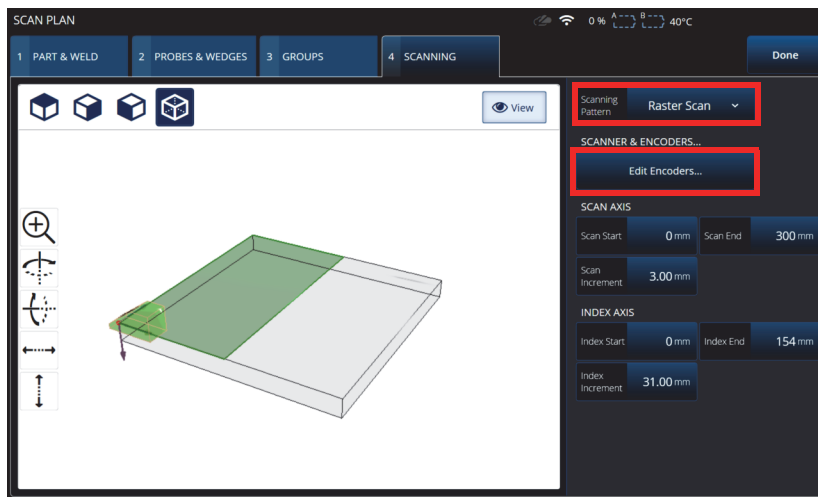 SCAN PLAN
0 % A B 40°C
1 PART & WELD 2 PROBES & WEDGES 3 GROUPS 4 SCANNING Done
View
Scanning Pattern Raster Scan
SCANNER & ENCODERS...
Edit Encoders...
SCAN AXIS
Scan Start 0 mm Scan End 300 mm
Scan Increment 3.00 mm
INDEX AXIS
Index Start 0 mm Index End 154 mm
Index Increment 31.00 mm